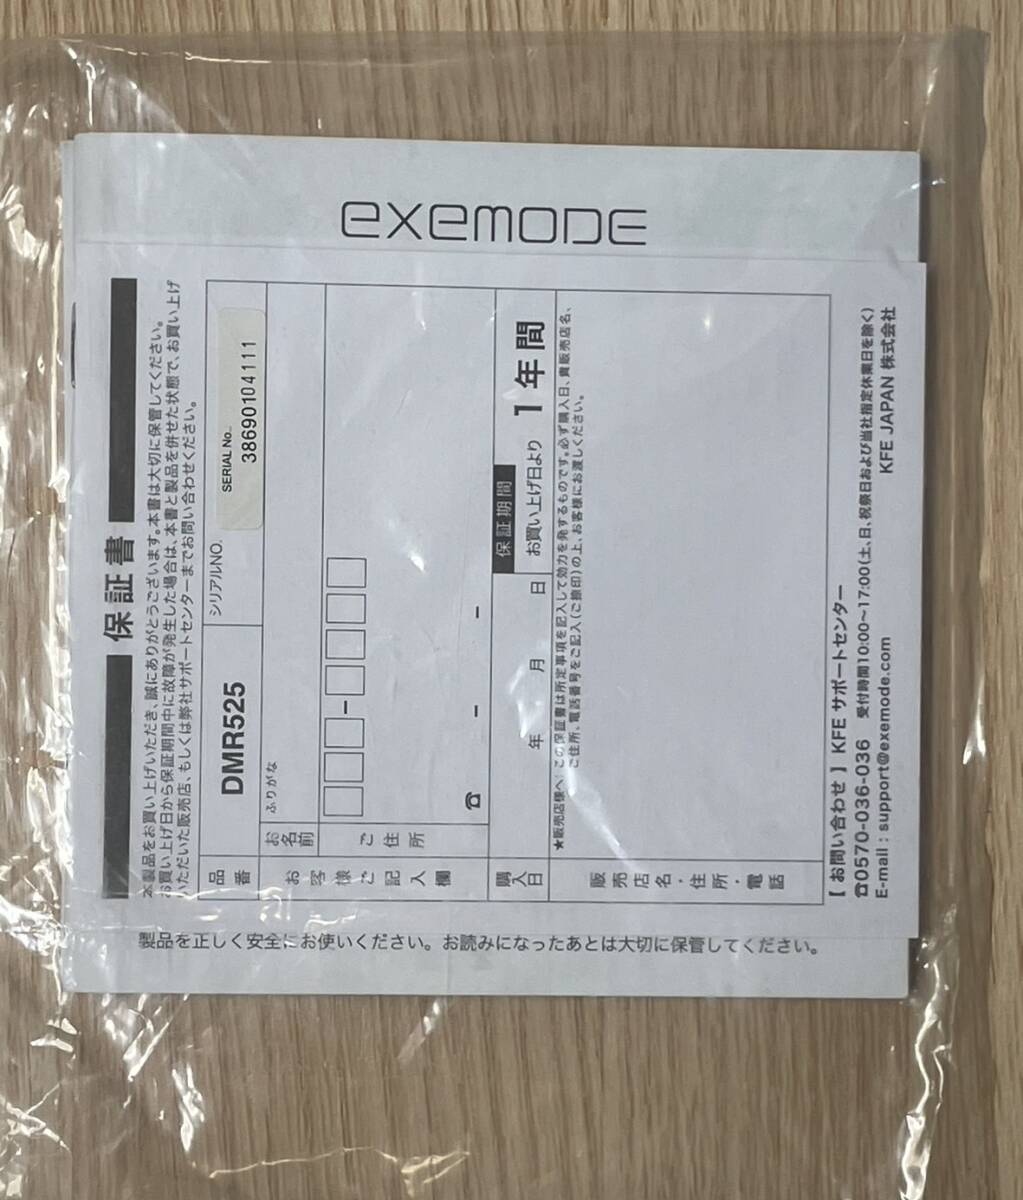 exemode
保証書
本製品をお買い上げいただき、誠にありがとうございます。本書は大切に保管してください。
お買い上げ日から保証期間中に故障が発生した場合は、本書と製品を併せた状態で、お買い上げ
いただいた販売店、もしくは弊社サポートセンターまでお問い合わせください。
品番
DMR525
シリアルNO.
SERIAL No.
38690104111
お客様ご記入欄
お名前
ふりがな
ご住所
-
☎ - -
購入日
年 月 日
保証期間
お買い上げ日より 1年間
販売店名・住所・電話
★販売店様へ:この保証書は所定事項を記入して効力を発するものです。必ず購入日、貴販売店名、
ご住所、電話番号をご記入(ご捺印)の上、お客様にお渡しください。
【お問い合わせ】KFE サポートセンター
☎0570-036-036 受付時間10:00~17:00(土、日、祝祭日および当社指定休業日を除く)
E-mail : support@exemode.com
KFE JAPAN 株式会社
製品を正しく安全にお使いください。お読みになったあとは大切に保管してください。